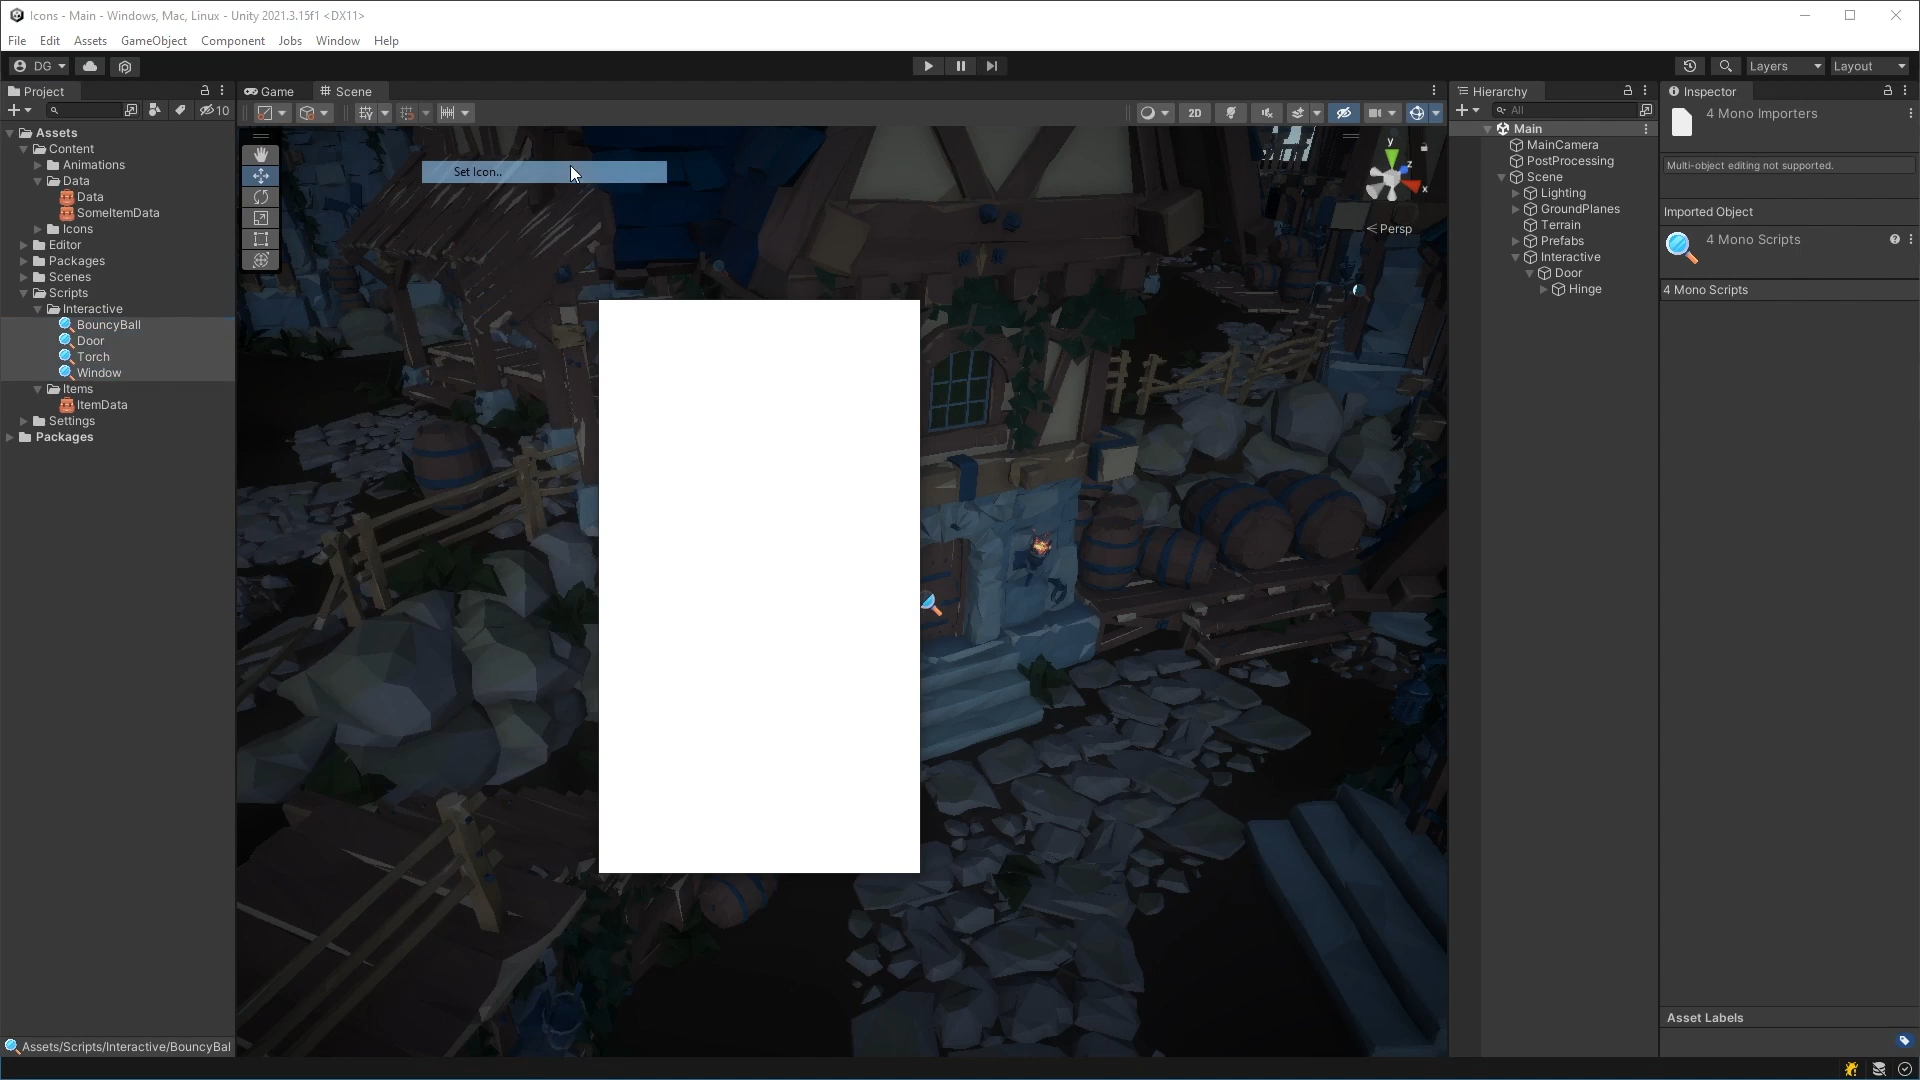 Icons - Main - Windows, Mac, Linux - Unity 2021.3.15f1 <DX11>
File Edit Assets GameObject Component Jobs Window Help
DG
Layers
Layout
Project
Game
Scene
Hierarchy
Inspector
10
2D
All
4 Mono Importers
Assets
Content
Animations
Data
Data
SomeItemData
Icons
Editor
Packages
Scenes
Scripts
Interactive
BouncyBall
Door
Torch
Window
Items
ItemData
Settings
Packages
Assets/Scripts/Interactive/BouncyBal
Set Icon..
y
z
x
Persp
Main
MainCamera
PostProcessing
Scene
Lighting
GroundPlanes
Terrain
Prefabs
Interactive
Door
Hinge
Multi-object editing not supported.
Imported Object
4 Mono Scripts
4 Mono Scripts
Asset Labels